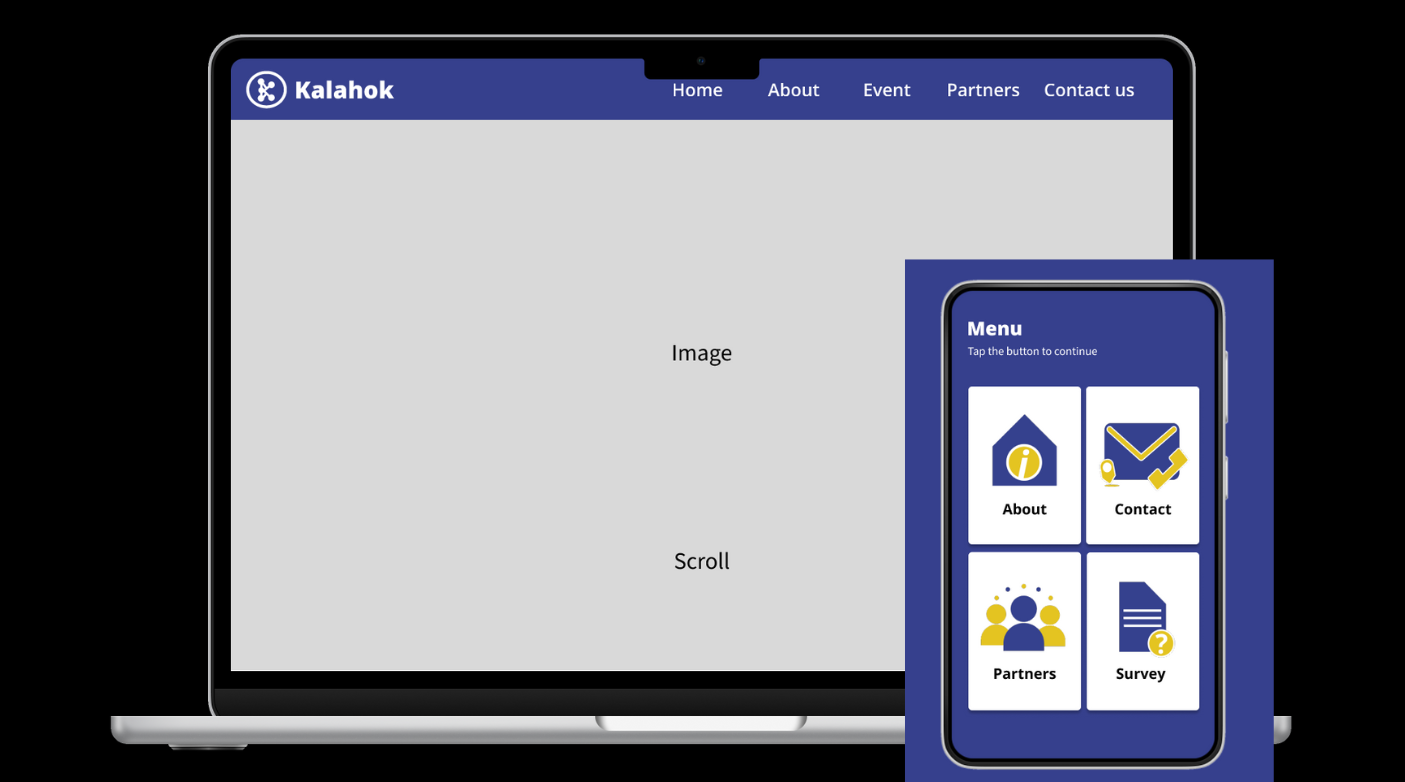 Kalahok
Home About Event Partners Contact us
Image
Scroll
Menu
Tap the button to continue
i
About
Contact
Partners
?
Survey